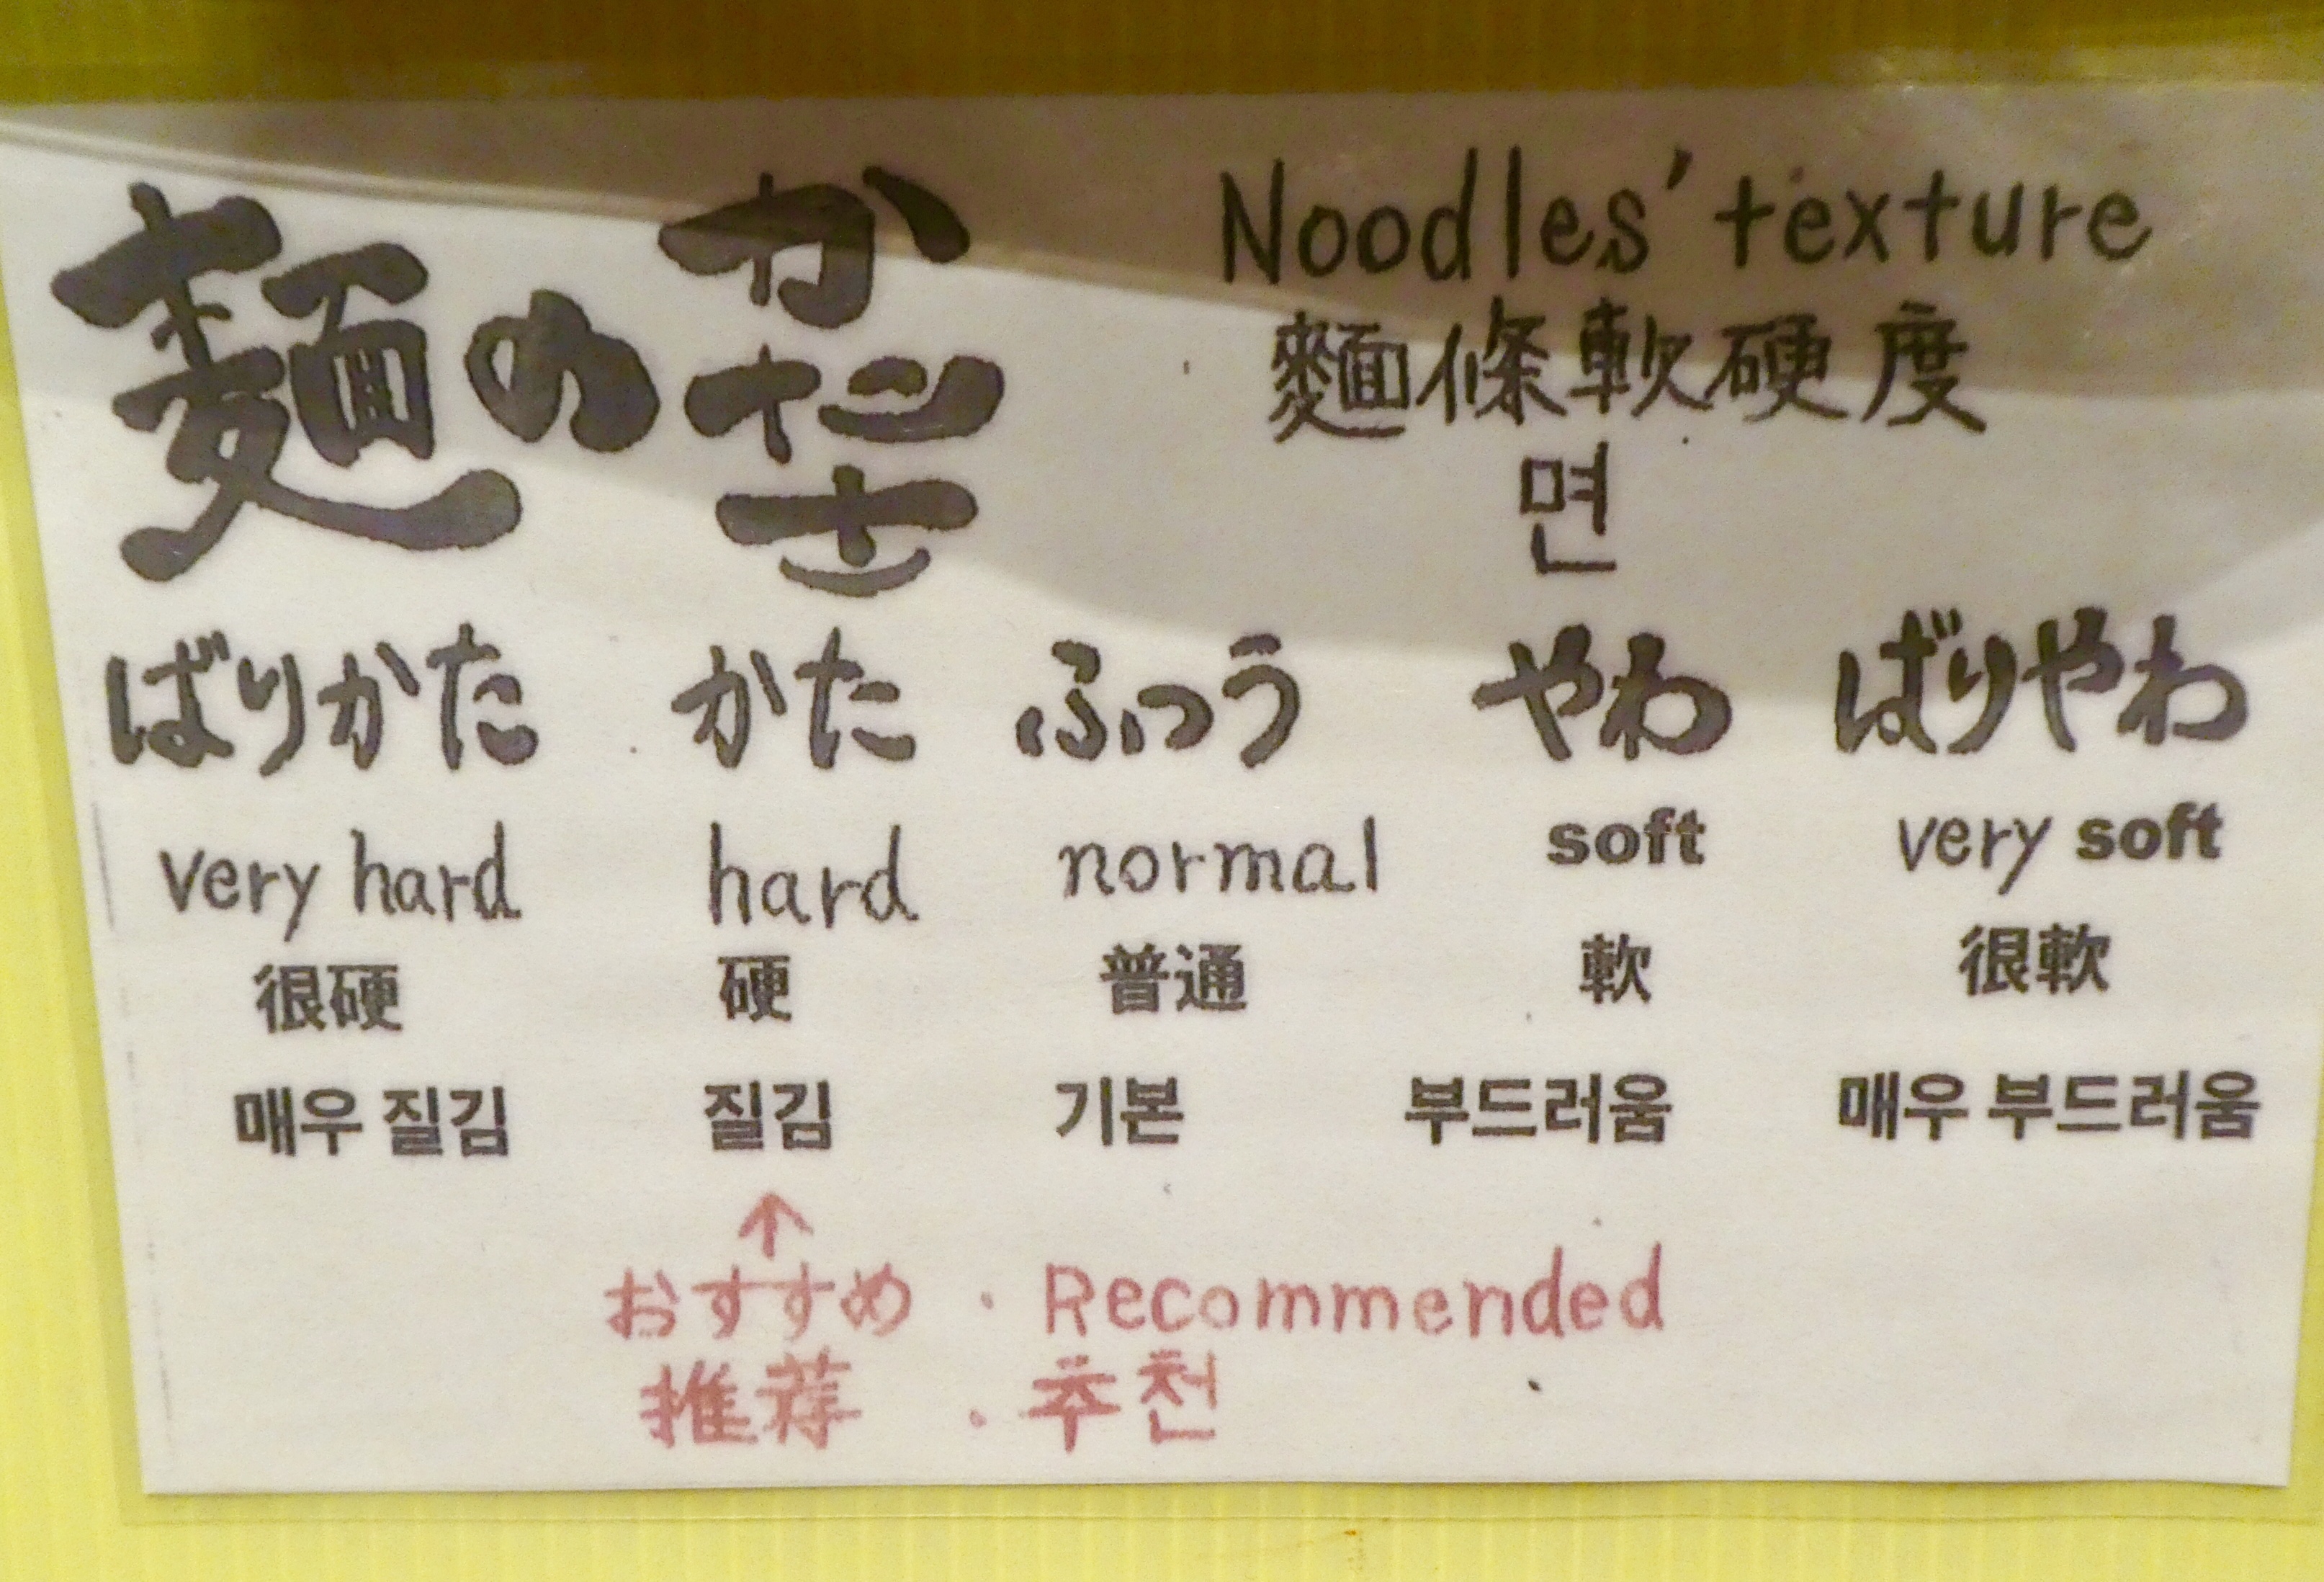 麺のかたさ
Noodles' texture
麵條軟硬度
면
ばりかた かた ふつう やわ ばりやわ
very hard hard normal soft very soft
很硬 硬 普通 軟 很軟
매우 질김 질김 기본 부드러움 매우 부드러움
↑
おすすめ ・ Recommended
推荐 ・ 추천